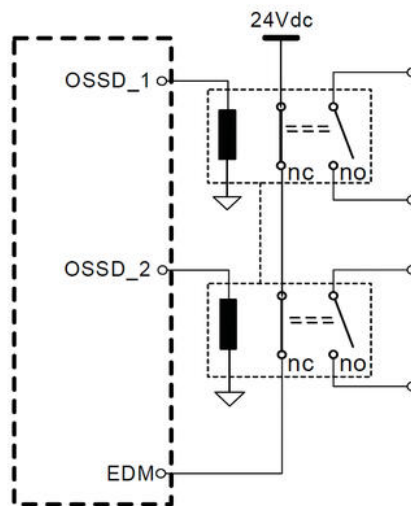 24Vdc
OSSD_1
nc no
OSSD_2
nc no
EDM